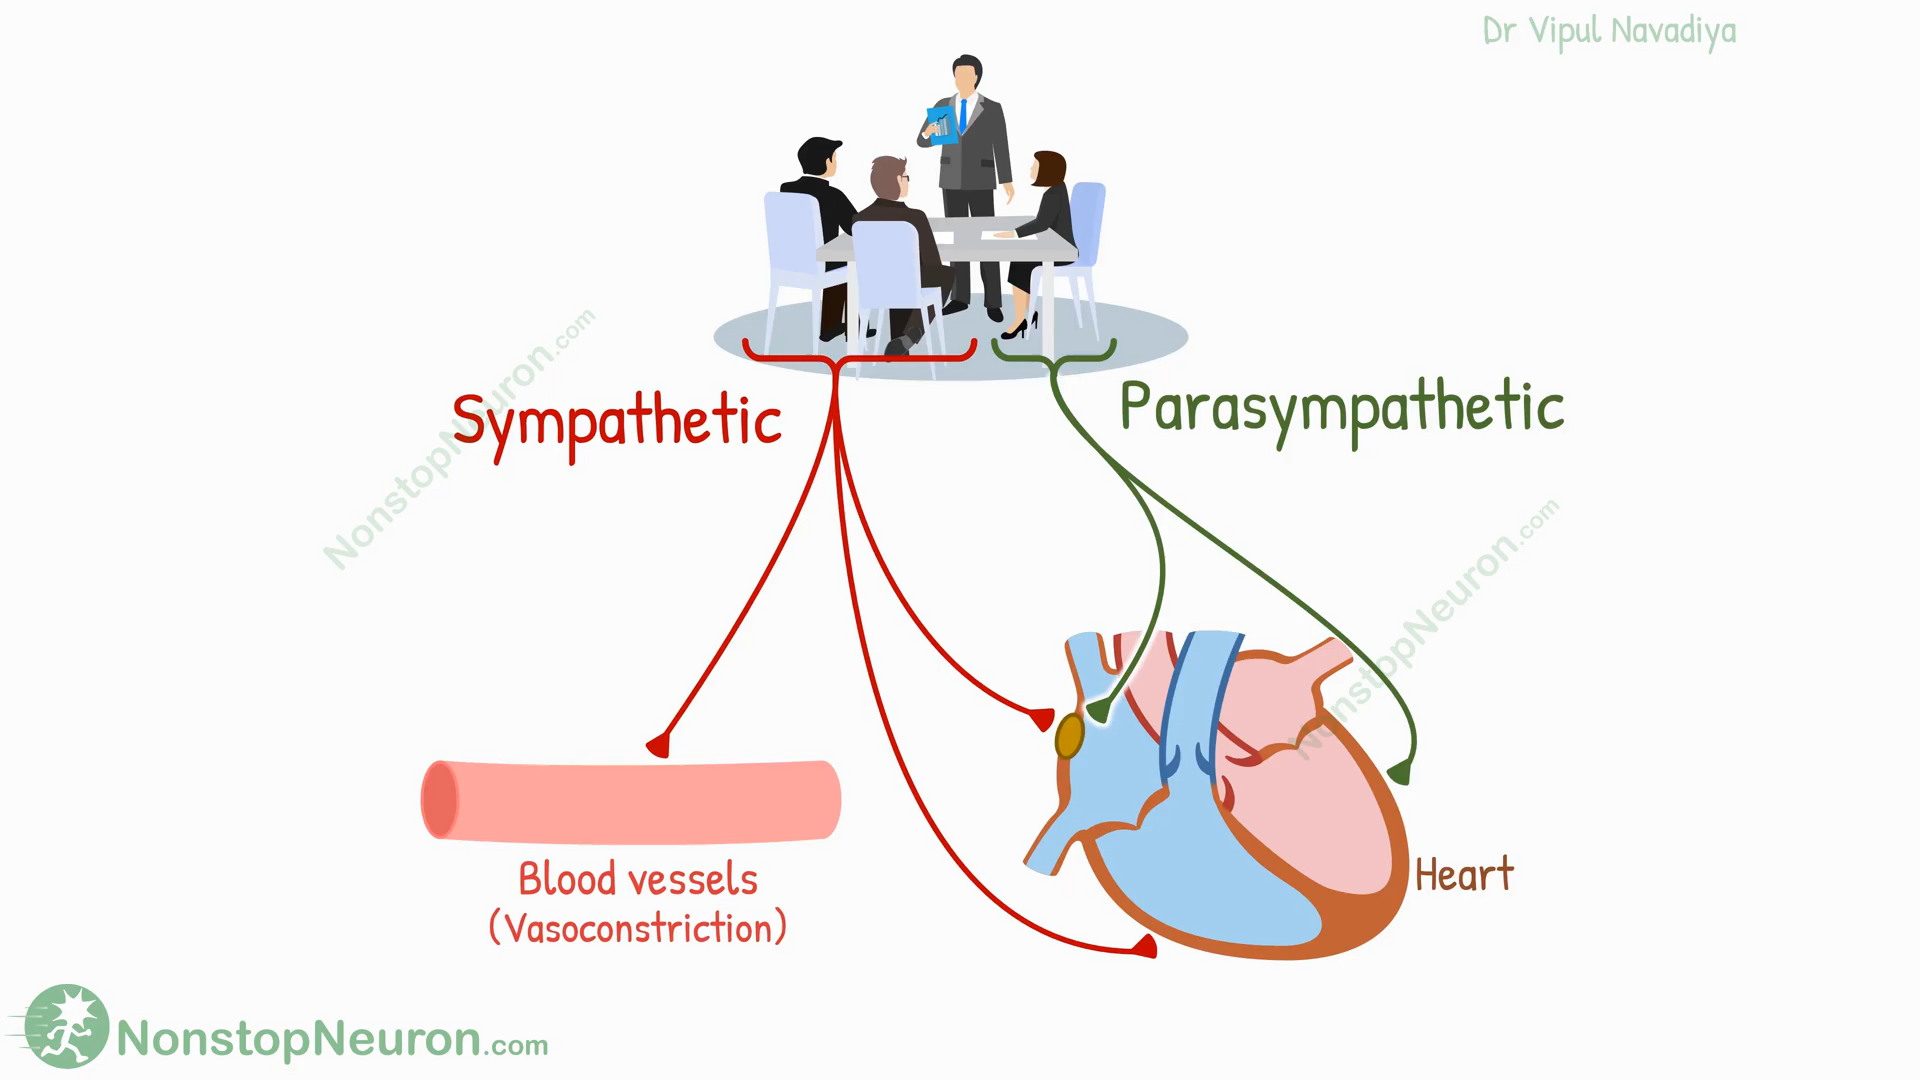 Dr Vipul Navadiya
Sympathetic
Parasympathetic
NonstopNeuron.com
NonstopNeuron.com
Blood vessels
(Vasoconstriction)
Heart
NonstopNeuron.com